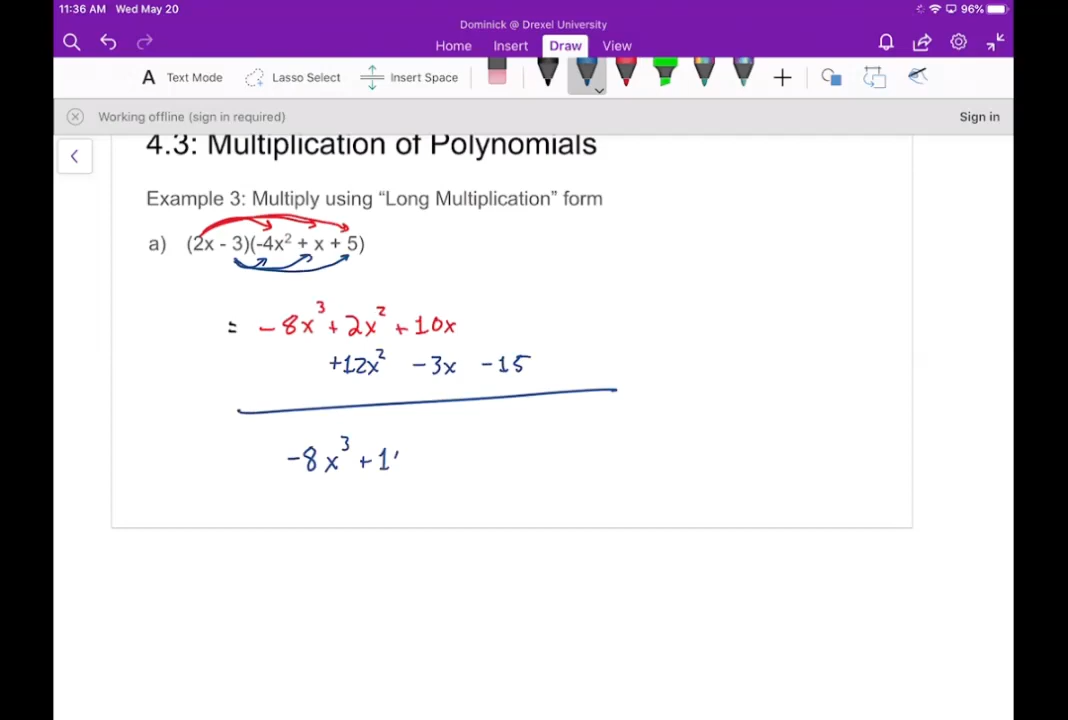 11:36 AM Wed May 20 96%
Dominick @ Drexel University
Home Insert Draw View
A Text Mode Lasso Select Insert Space
Working offline (sign in required) Sign in
4.3: Multiplication of Polynomials
Example 3: Multiply using “Long Multiplication” form
a) (2x - 3)(-4x² + x + 5)
= -8x³ + 2x² + 10x
+12x² -3x -15
-8x³ + 1